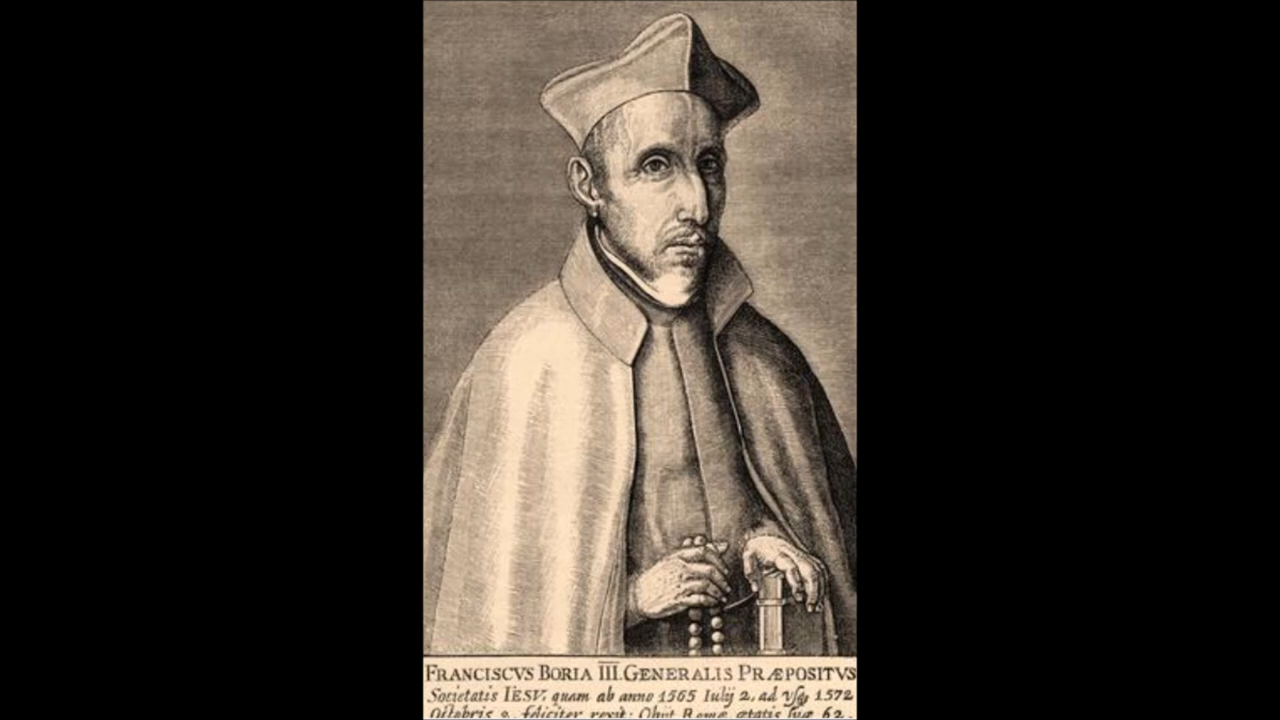 FRANCISCVS BORIA III. GENERALIS PRÆPOSITVS
Societatis IESV, quam ab anno 1565 Iulij 2, ad vsq, 1572
Octobris feliciter rexit: Obijt Romæ ætatis suæ 62.